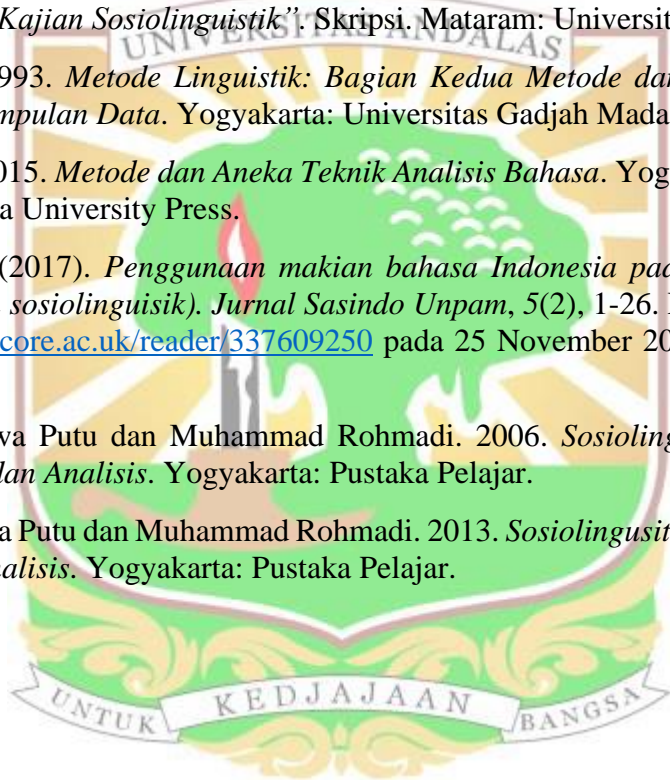 Kajian Sosiolinguistik”. Skripsi. Mataram: Universit
UNIVERSITAS ANDALAS
993. Metode Linguistik: Bagian Kedua Metode dar
mpulan Data. Yogyakarta: Universitas Gadjah Mada
015. Metode dan Aneka Teknik Analisis Bahasa. Yog
a University Press.
(2017). Penggunaan makian bahasa Indonesia pad
sosiolinguisik). Jurnal Sasindo Unpam, 5(2), 1-26.
core.ac.uk/reader/337609250 pada 25 November 20
wa Putu dan Muhammad Rohmadi. 2006. Sosioling
dan Analisis. Yogyakarta: Pustaka Pelajar.
a Putu dan Muhammad Rohmadi. 2013. Sosiolingusit
nalisis. Yogyakarta: Pustaka Pelajar.
UNTUK KEDJAJAAN BANGSA